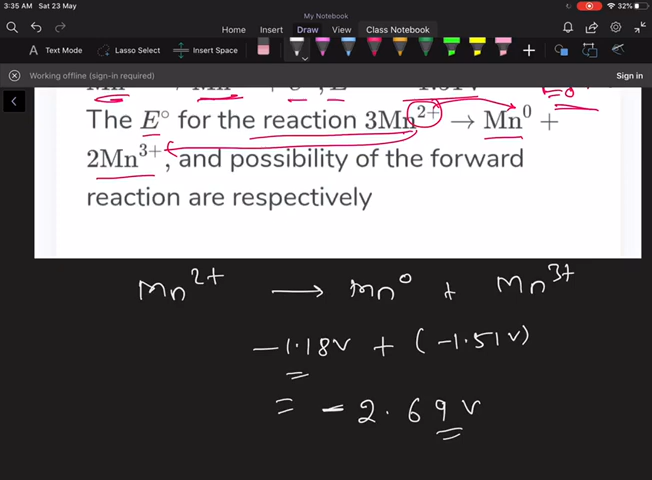 3:35 AM Sat 23 May
32%
My Notebook
Home Insert Draw View Class Notebook
Text Mode Lasso Select Insert Space
Working offline (sign-in required) Sign in
The E° for the reaction 3Mn²⁺ → Mn⁰ +
2Mn³⁺, and possibility of the forward
reaction are respectively
Mn²⁺ → Mn⁰ + Mn³⁺
-1.18V + (-1.51V)
= -2.69V